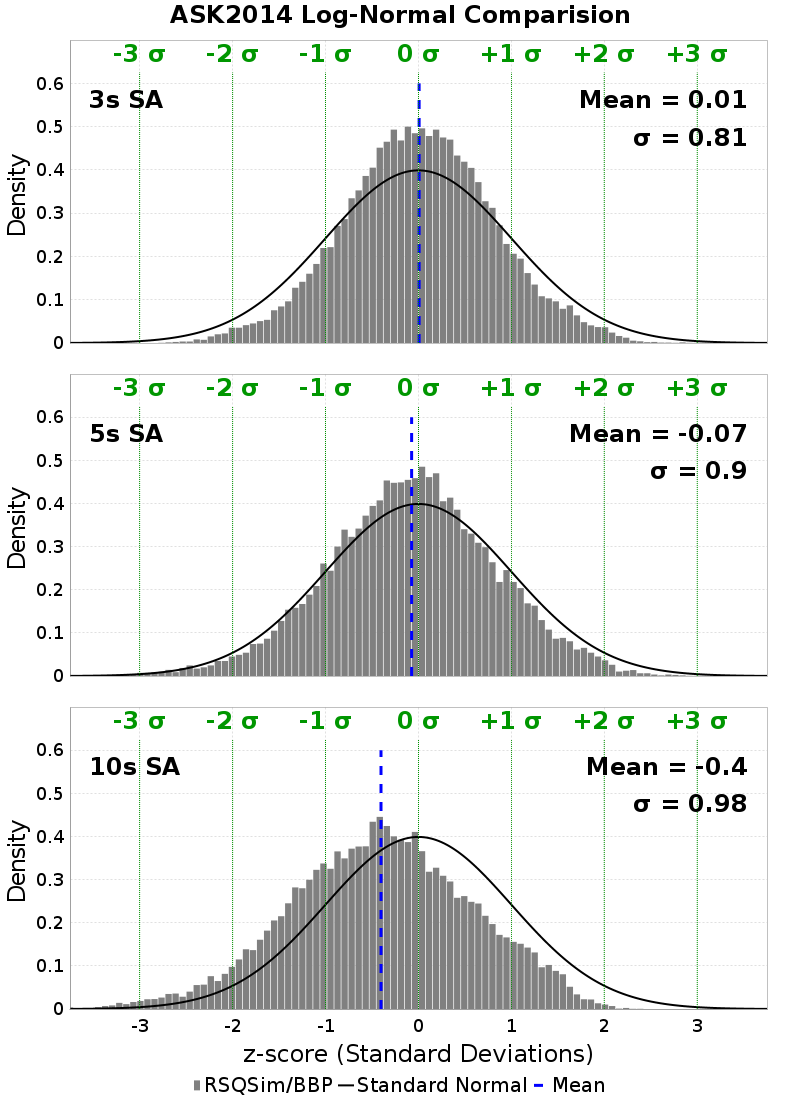 ASK2014 Log-Normal Comparision
-3 σ -2 σ -1 σ 0 σ +1 σ +2 σ +3 σ
3s SA
Mean = 0.01
σ = 0.81
0.6
0.5
0.4
0.3
0.2
0.1
0
Density
-3 σ -2 σ -1 σ 0 σ +1 σ +2 σ +3 σ
5s SA
Mean = -0.07
σ = 0.9
0.6
0.5
0.4
0.3
0.2
0.1
0
Density
-3 σ -2 σ -1 σ 0 σ +1 σ +2 σ +3 σ
10s SA
Mean = -0.4
σ = 0.98
0.6
0.5
0.4
0.3
0.2
0.1
0
Density
-3 -2 -1 0 1 2 3
z-score (Standard Deviations)
RSQSim/BBP Standard Normal Mean